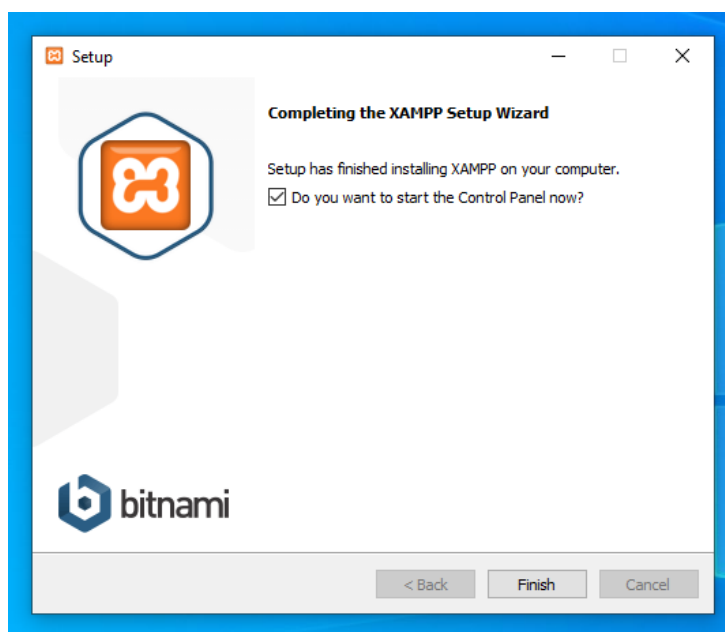 Setup
Completing the XAMPP Setup Wizard
Setup has finished installing XAMPP on your computer.
Do you want to start the Control Panel now?
bitnami
< Back
Finish
Cancel